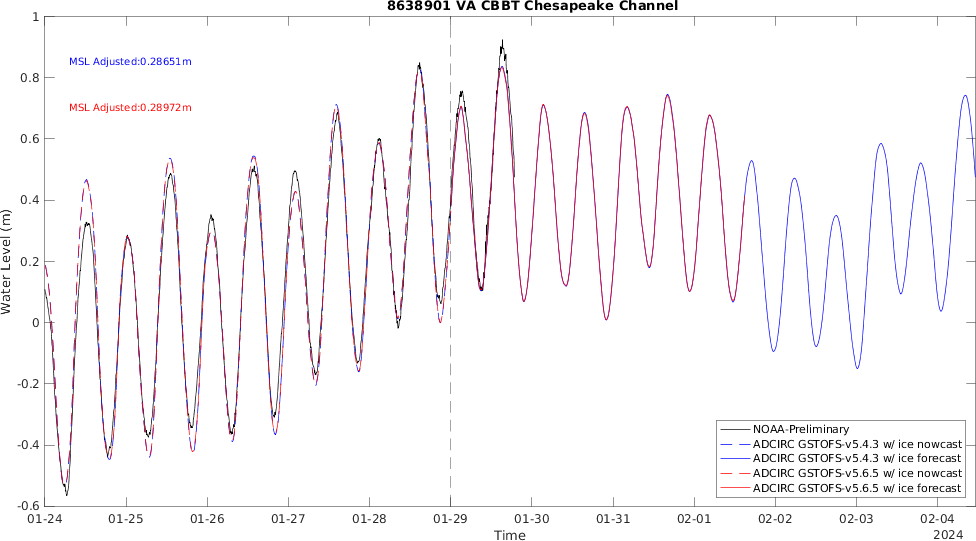 8638901 VA CBBT Chesapeake Channel
1
0.8
0.6
0.4
0.2
0
-0.2
-0.4
-0.6
Water Level (m)
MSL Adjusted:0.28651m
MSL Adjusted:0.28972m
NOAA-Preliminary
ADCIRC GSTOFS-v5.4.3 w/ ice nowcast
ADCIRC GSTOFS-v5.4.3 w/ ice forecast
ADCIRC GSTOFS-v5.6.5 w/ ice nowcast
ADCIRC GSTOFS-v5.6.5 w/ ice forecast
01-24 01-25 01-26 01-27 01-28 01-29 01-30 01-31 02-01 02-02 02-03 02-04
Time
2024